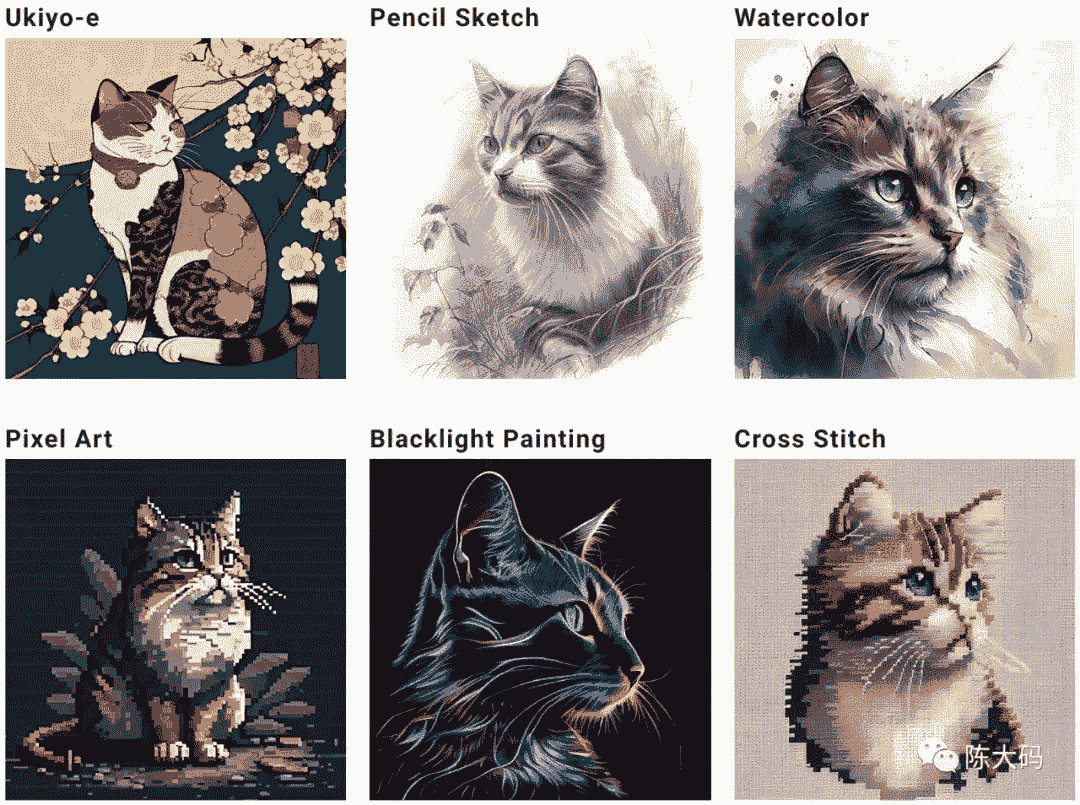 Ukiyo-e
Pencil Sketch
Watercolor
Pixel Art
Blacklight Painting
Cross Stitch
陈大码